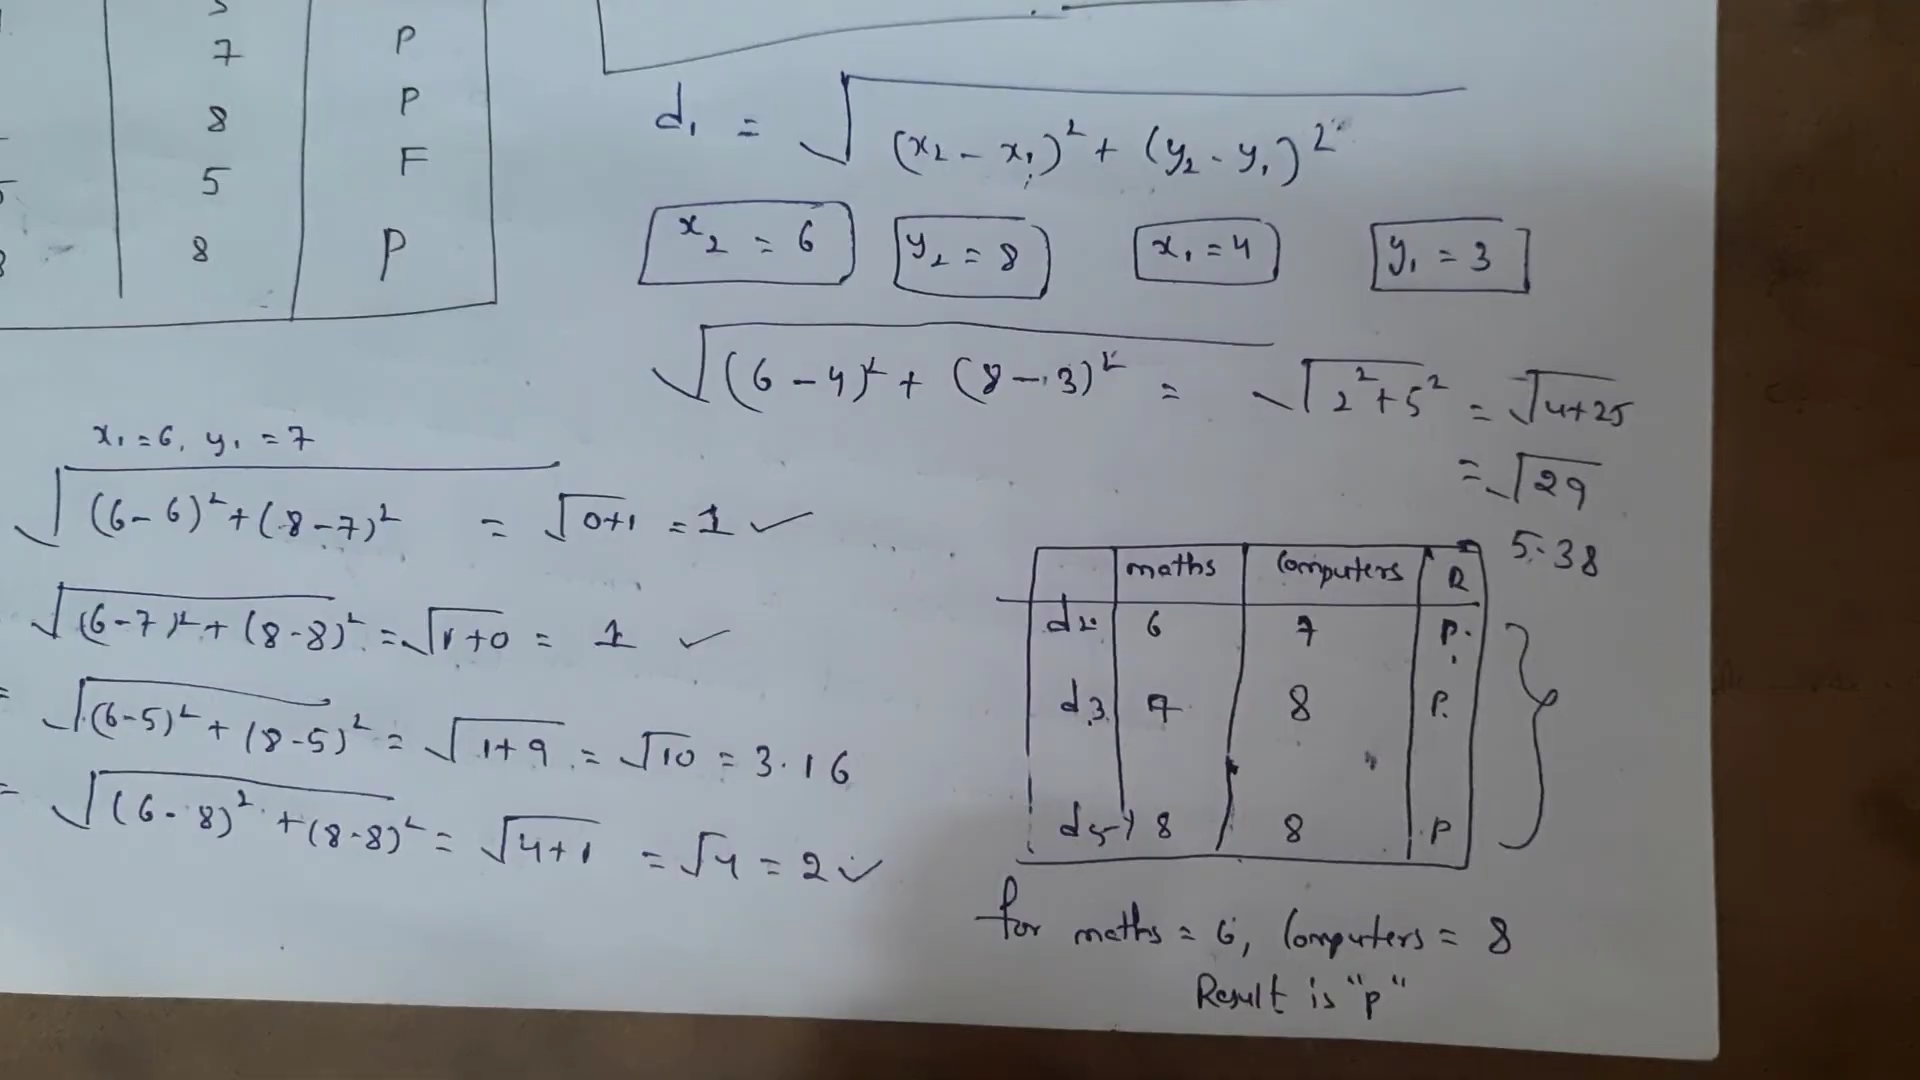 7 P
8 P
5 F
8 P
d₁ = √(x₂ - x₁)² + (y₂ - y₁)²
x₂ = 6 y₂ = 8 x₁ = 4 y₁ = 3
√(6 - 4)² + (8 - 3)² = √2² + 5² = √4+25
= √29
5.38
x₁ = 6, y₁ = 7
√(6 - 6)² + (8 - 7)² = √0+1 = 1 ✓
√(6-7)² + (8-8)² = √1+0 = 1 ✓
= √(6-5)² + (8-5)² = √1+9 = √10 = 3.16
= √(6-8)² + (8-8)² = √4+1 = √4 = 2 ✓
maths Computers R
d2 6 7 P.
d3 7 8 P.
d5 8 8 P
for maths = 6, Computers = 8
Result is "p"